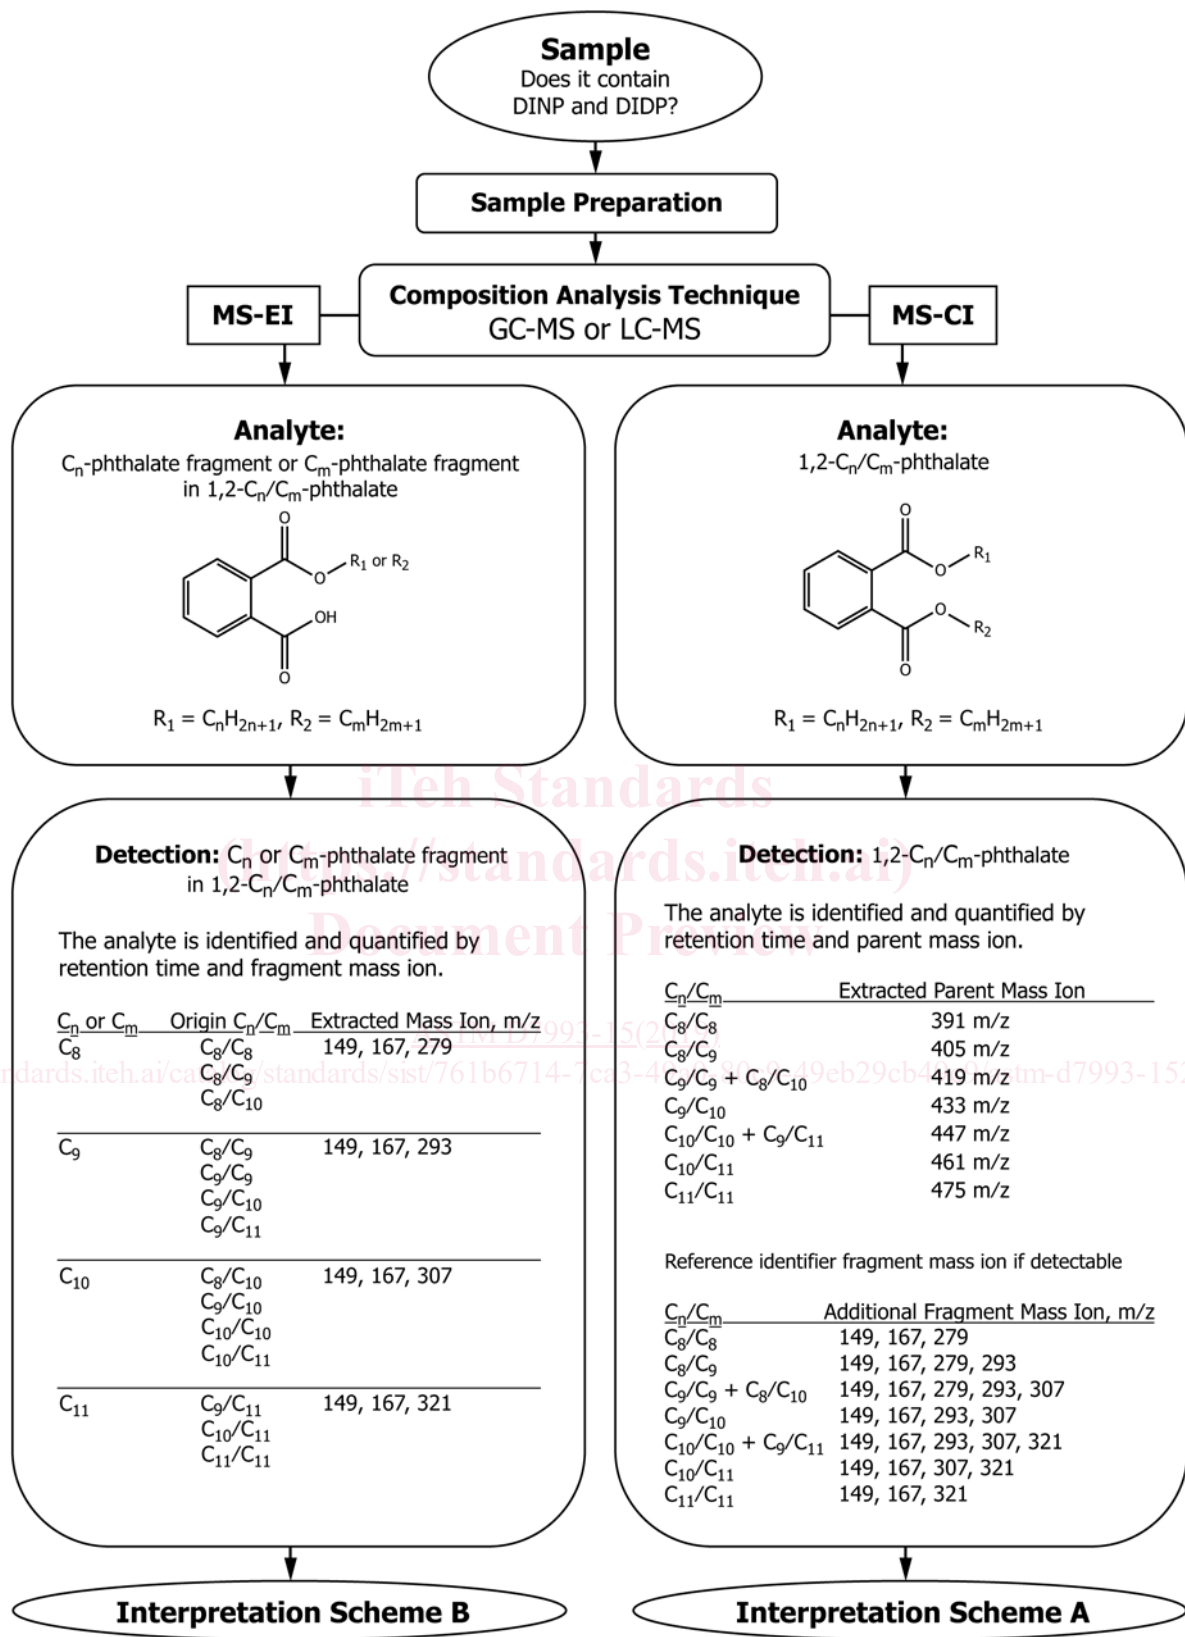 Sample
Does it contain
DINP and DIDP?
Sample Preparation
Composition Analysis Technique
GC-MS or LC-MS
MS-EI
MS-CI
Analyte:
Cn-phthalate fragment or Cm-phthalate fragment
in 1,2-Cn/Cm-phthalate
O
R1 or R2
O
OH
O
R1 = CnH2n+1, R2 = CmH2m+1
Analyte:
1,2-Cn/Cm-phthalate
O
R1
O
O
R2
O
R1 = CnH2n+1, R2 = CmH2m+1
iTeh Standards
(https://standards.iteh.ai)
Document Preview
Detection: Cn or Cm-phthalate fragment
in 1,2-Cn/Cm-phthalate
The analyte is identified and quantified by
retention time and fragment mass ion.
Cn or Cm Origin Cn/Cm Extracted Mass Ion, m/z
C8 C8/C8 149, 167, 279
C8/C9
C8/C10
C9 C8/C9 149, 167, 293
C9/C9
C9/C10
C9/C11
C10 C8/C10 149, 167, 307
C9/C10
C10/C10
C10/C11
C11 C9/C11 149, 167, 321
C10/C11
C11/C11
Detection: 1,2-Cn/Cm-phthalate
The analyte is identified and quantified by
retention time and parent mass ion.
Cn/Cm Extracted Parent Mass Ion
C8/C8 391 m/z
C8/C9 405 m/z
C9/C9 + C8/C10 419 m/z
C9/C10 433 m/z
C10/C10 + C9/C11 447 m/z
C10/C11 461 m/z
C11/C11 475 m/z
Reference identifier fragment mass ion if detectable
Cn/Cm Additional Fragment Mass Ion, m/z
C8/C8 149, 167, 279
C8/C9 149, 167, 279, 293
C9/C9 + C8/C10 149, 167, 279, 293, 307
C9/C10 149, 167, 293, 307
C10/C10 + C9/C11 149, 167, 293, 307, 321
C10/C11 149, 167, 307, 321
C11/C11 149, 167, 321
ASTM D7993-15(2019)
Interpretation Scheme B
Interpretation Scheme A